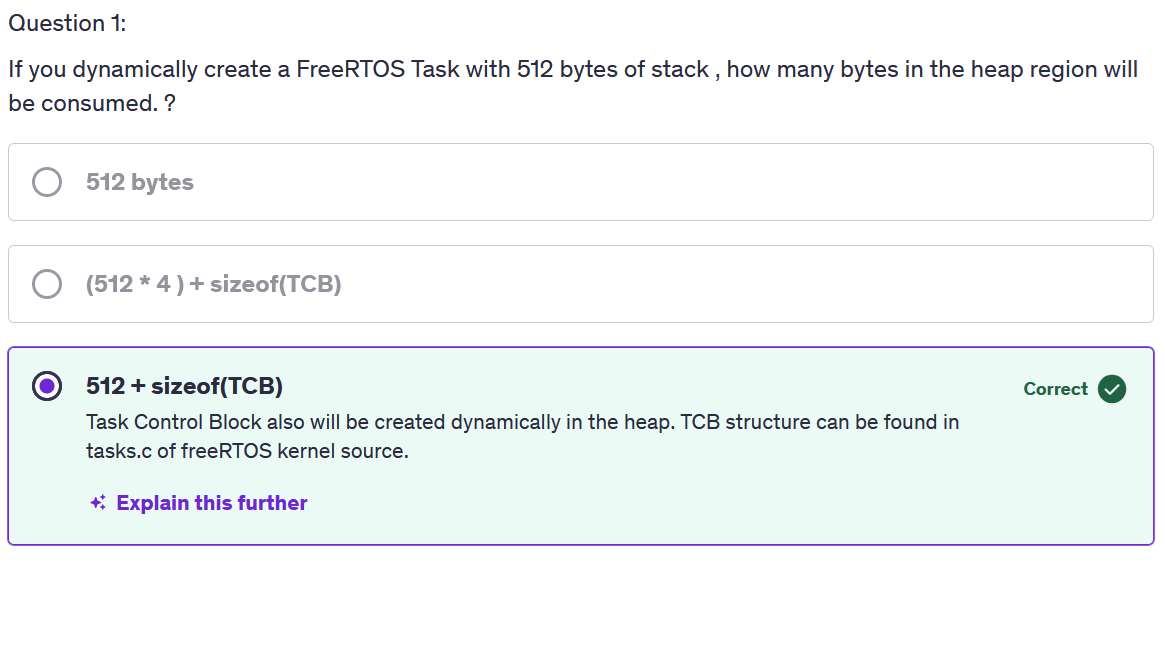 Question 1:
If you dynamically create a FreeRTOS Task with 512 bytes of stack , how many bytes in the heap region will
be consumed. ?
512 bytes
(512 * 4 ) + sizeof(TCB)
512 + sizeof(TCB)
Correct
Task Control Block also will be created dynamically in the heap. TCB structure can be found in
tasks.c of freeRTOS kernel source.
Explain this further